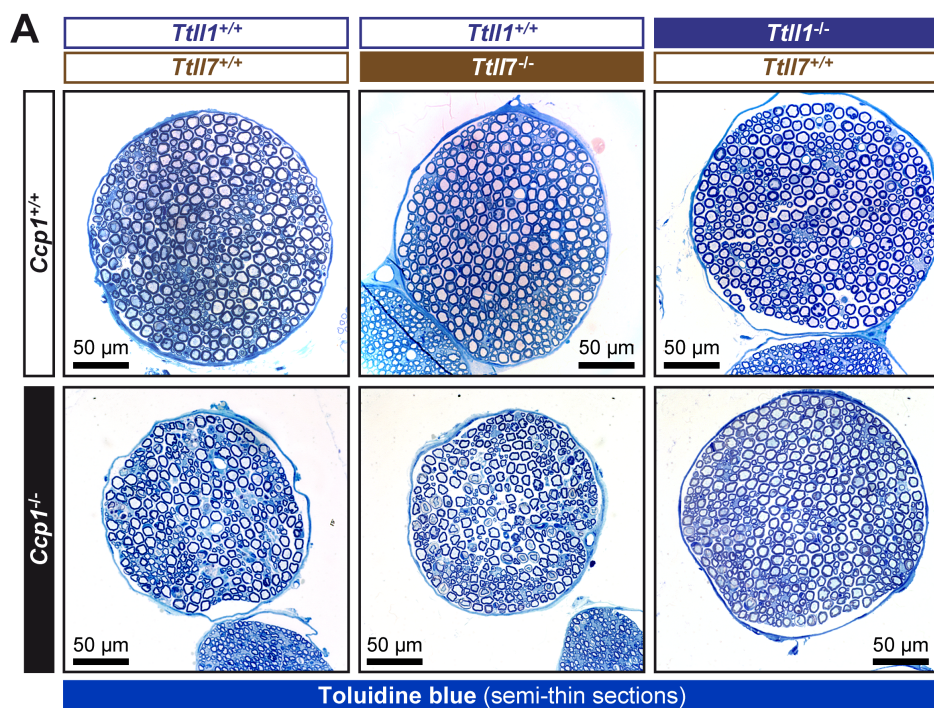 A
Ttll1+/+ Ttll1+/+ Ttll1-/-
Ttll7+/+ Ttll7-/- Ttll7+/+
Ccp1+/+
50 µm 50 µm 50 µm
Ccp1-/-
50 µm 50 µm 50 µm
Toluidine blue (semi-thin sections)